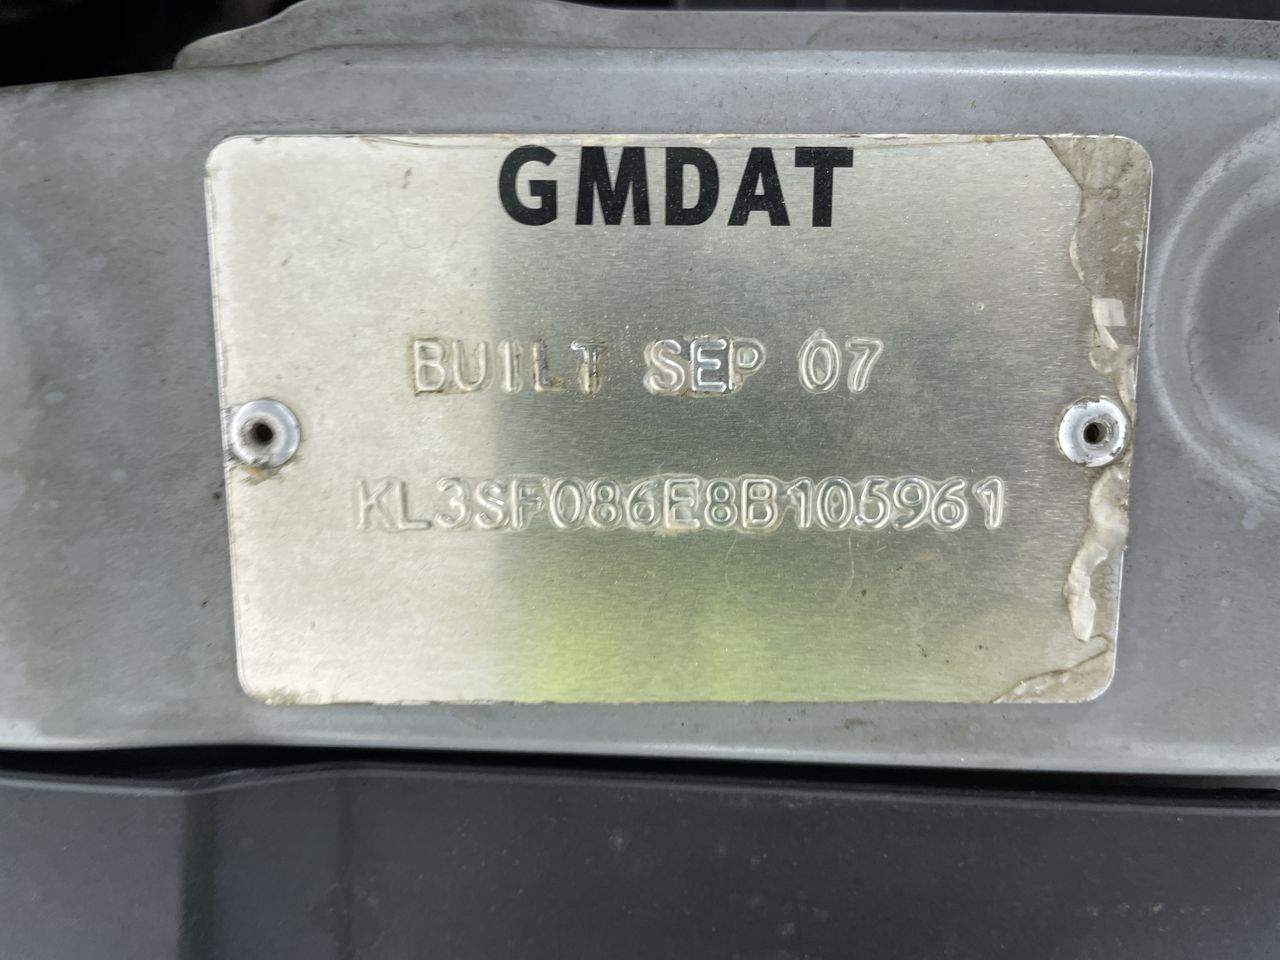 GMDAT
BUILT SEP 07
KL3SF086E8B105961